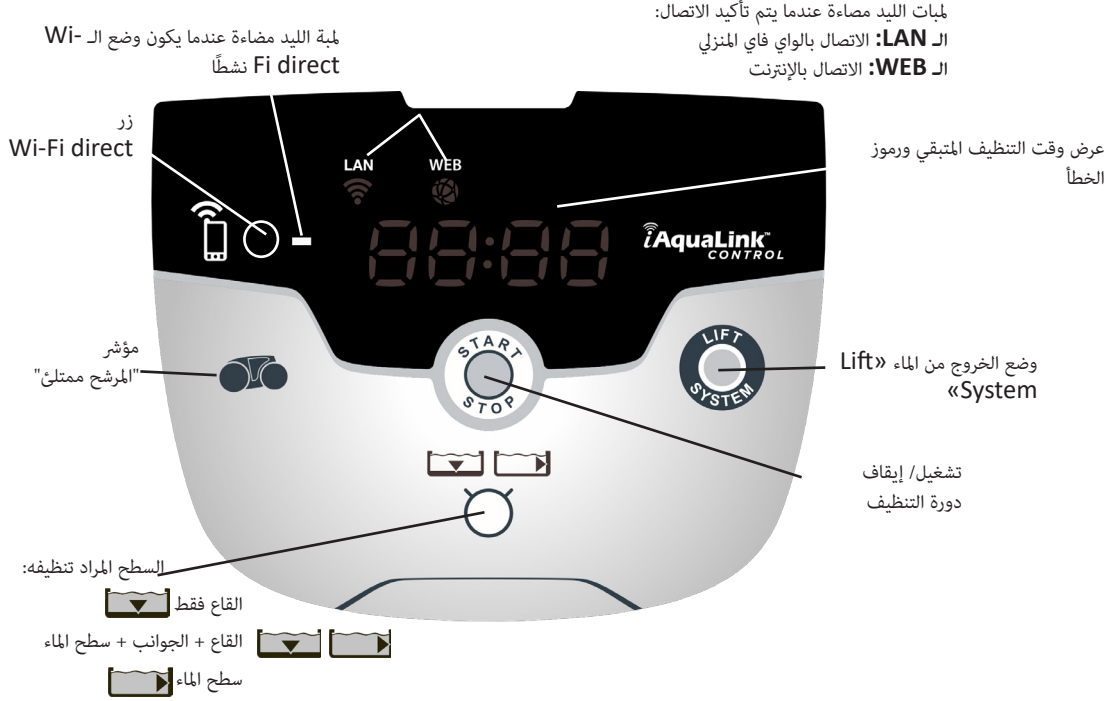 لمبات الليد مصاءة عندما يتم تأكيد الاتصال:
الـ LAN: الاتصال بالواي فاي المنزلي
الـ WEB: الاتصال بالإنترنت
لمبة الليد مضاءة عندما يكون وضع الـ Wi-
Fi direct نشطًا
زر
Wi-Fi direct
عرض وقت التنظيف المتبقي ورموز
الخطأ
LAN
WEB
88:88
iAquaLink™
CONTROL
مؤشر
"المرشح ممتلئ"
START
STOP
LIFT
SYSTEM
وضع الخروج من الماء «Lift
System»
تشغيل/ إيقاف
دورة التنظيف
السطح المراد تنظيفه:
القاع فقط
القاع + الجوانب + سطح الماء
سطح الماء